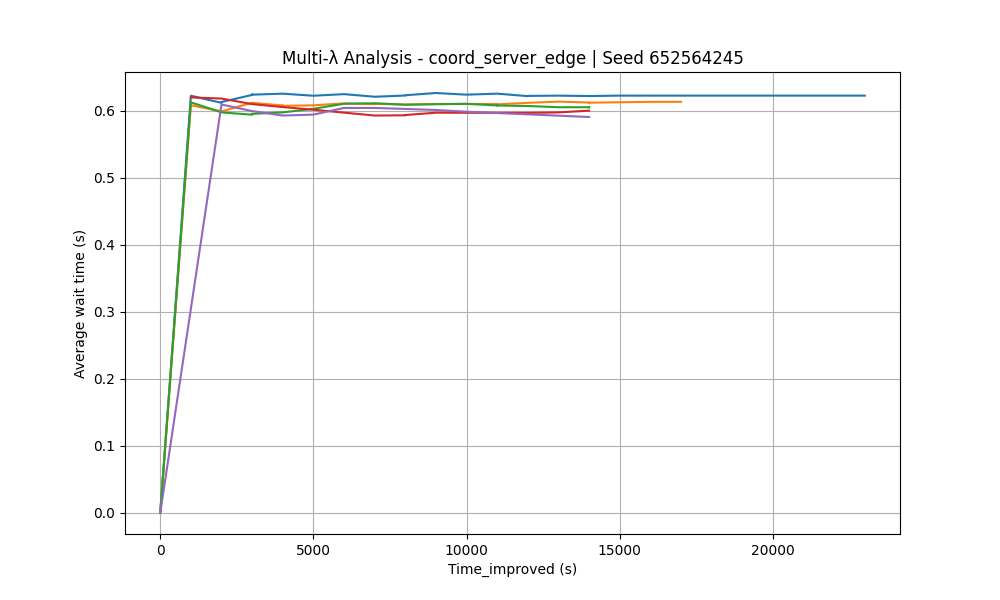 Multi-λ Analysis - coord_server_edge | Seed 652564245
Average wait time (s)
0.6
0.5
0.4
0.3
0.2
0.1
0.0
0 5000 10000 15000 20000
Time_improved (s)